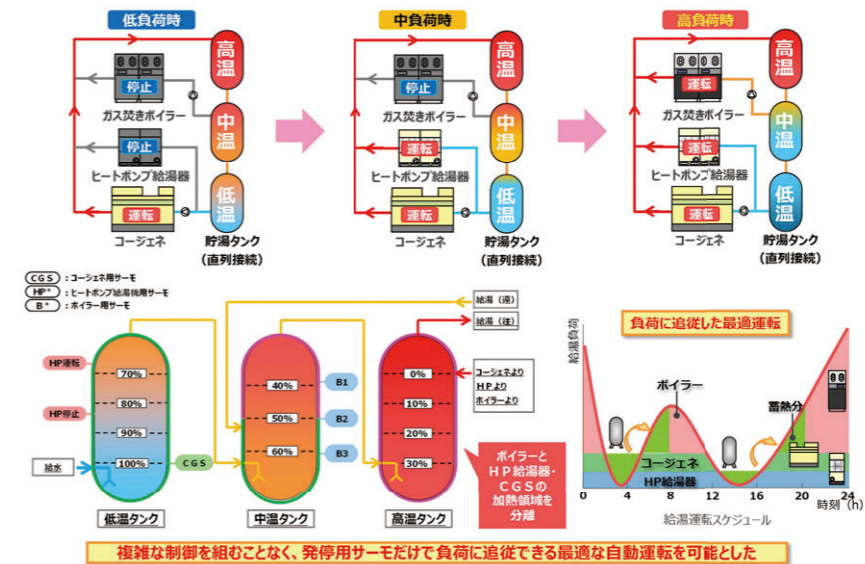 低負荷時
高温
停止
ガス焚きボイラー
中温
停止
ヒートポンプ給湯器
低温
運転
コージェネ
貯湯タンク
(直列接続)
中負荷時
高温
停止
ガス焚きボイラー
中温
運転
ヒートポンプ給湯器
低温
運転
コージェネ
貯湯タンク
(直列接続)
高負荷時
高温
運転
ガス焚きボイラー
中温
運転
ヒートポンプ給湯器
低温
運転
コージェネ
貯湯タンク
(直列接続)
CGS:コージェネ用サーモ
HP*:ヒートポンプ給湯機用サーモ
B*:ボイラー用サーモ
HP運転
HP停止
給水
70%
80%
90%
100%
CGS
低温タンク
40%
50%
60%
B1
B2
B3
中温タンク
給湯(還)
給湯(往)
0%
10%
20%
30%
コージェネより
HPより
ボイラーより
高温タンク
ボイラーと
HP給湯器・
CGSの
加熱領域を
分離
負荷に追従した最適運転
給湯負荷
ボイラー
蓄熱分
コージェネ
HP給湯器
0 4 8 12 16 20 24
時刻(h)
給湯運転スケジュール
複雑な制御を組むことなく、発停用サーモだけで負荷に追従できる最適な自動運転を可能とした